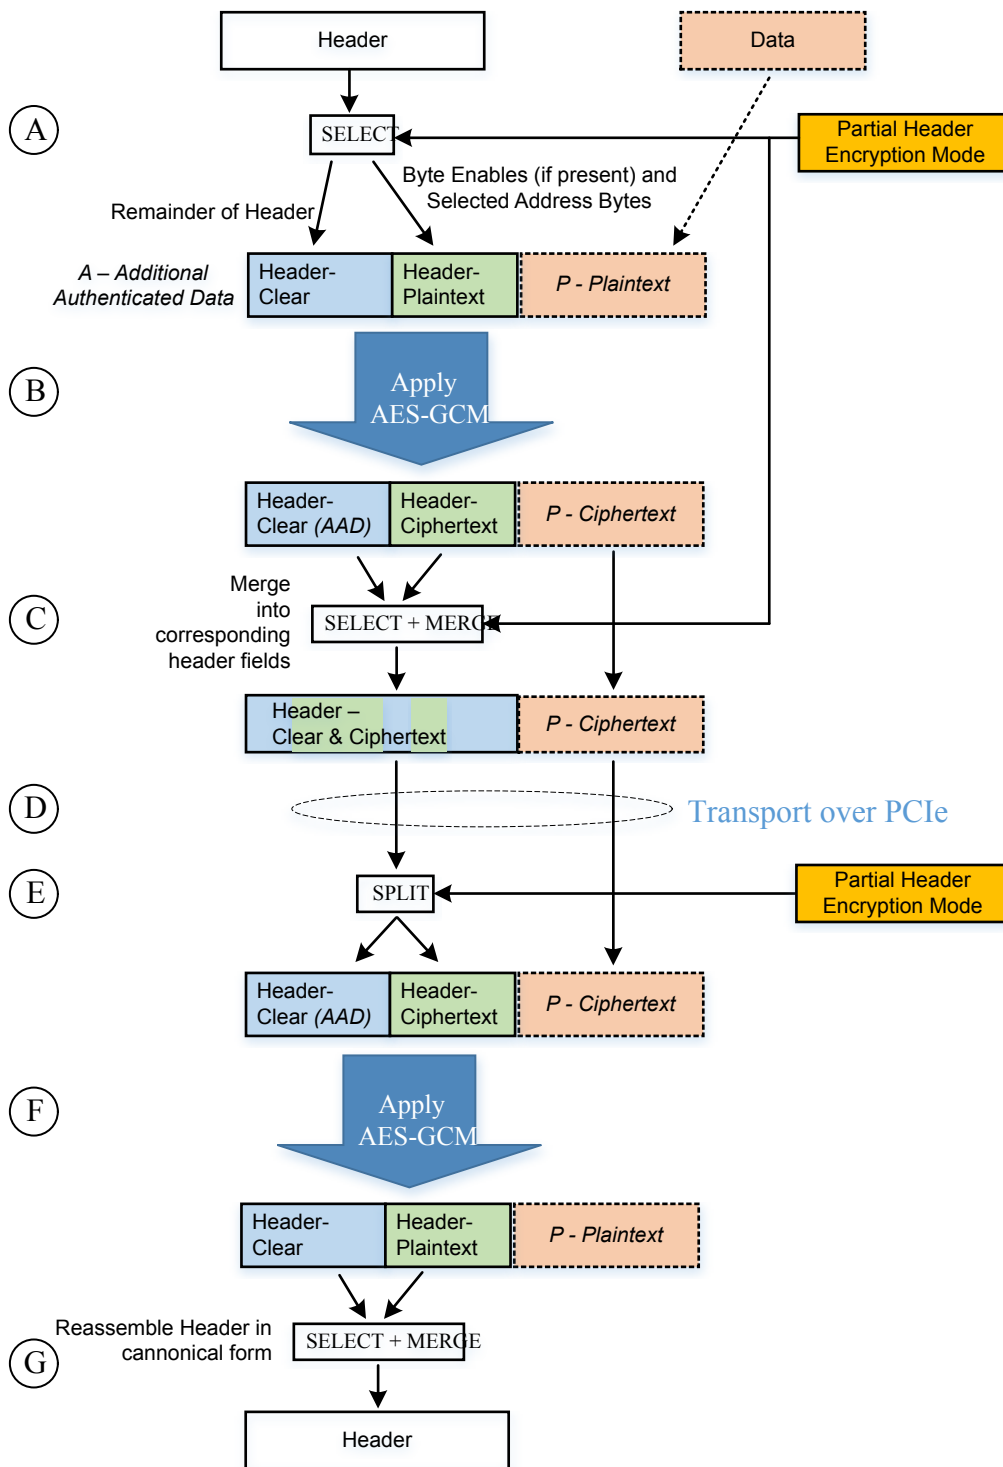 Header
Data
A
SELECT
Partial Header
Encryption Mode
Byte Enables (if present) and
Selected Address Bytes
Remainder of Header
A – Additional
Authenticated Data
Header-
Clear
Header-
Plaintext
P - Plaintext
B
Apply
AES-GCM
Header-
Clear (AAD)
Header-
Ciphertext
P - Ciphertext
C
Merge
into
corresponding
header fields
SELECT + MERGE
Header –
Clear & Ciphertext
P - Ciphertext
D
Transport over PCIe
E
SPLIT
Partial Header
Encryption Mode
Header-
Clear (AAD)
Header-
Ciphertext
P - Ciphertext
F
Apply
AES-GCM
Header-
Clear
Header-
Plaintext
P - Plaintext
G
Reassemble Header in
cannonical form
SELECT + MERGE
Header